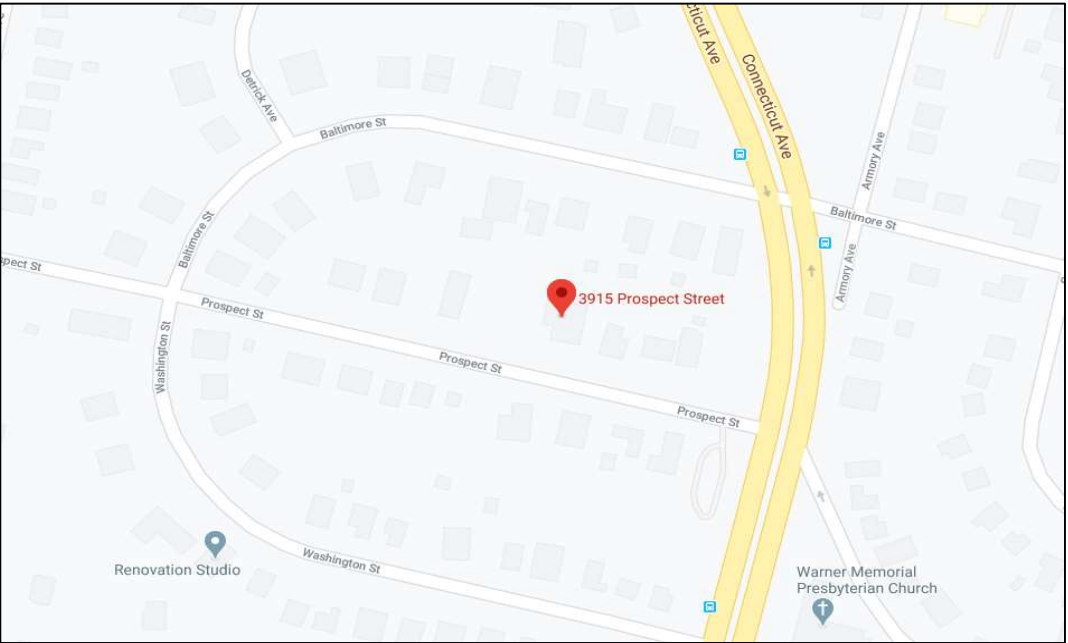 cticut Ave
Connecticut Ave
Detrick Ave
Baltimore St
Armory Ave
Baltimore St
Baltimore St
Armory Ave
spect St
Prospect St
3915 Prospect Street
Washington St
Prospect St
Prospect St
Renovation Studio
Washington St
Warner Memorial
Presbyterian Church